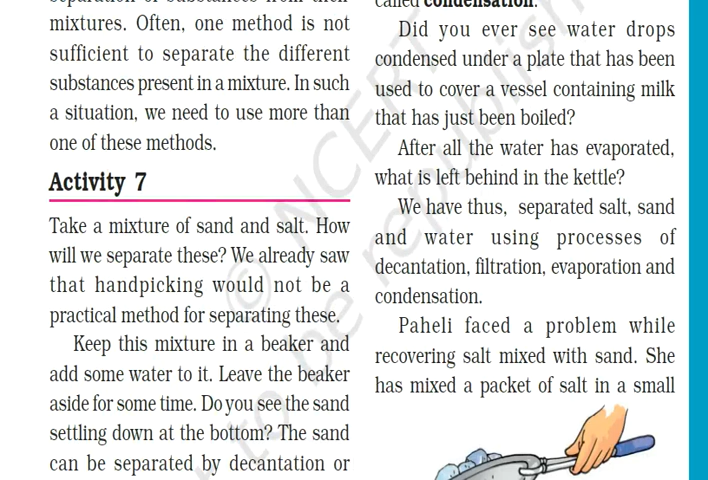 mixtures. Often, one method is not
sufficient to separate the different
substances present in a mixture. In such
a situation, we need to use more than
one of these methods.
Activity 7
Take a mixture of sand and salt. How
will we separate these? We already saw
that handpicking would not be a
practical method for separating these.
Keep this mixture in a beaker and
add some water to it. Leave the beaker
aside for some time. Do you see the sand
settling down at the bottom? The sand
can be separated by decantation or
called condensation.
Did you ever see water drops
condensed under a plate that has been
used to cover a vessel containing milk
that has just been boiled?
After all the water has evaporated,
what is left behind in the kettle?
We have thus, separated salt, sand
and water using processes of
decantation, filtration, evaporation and
condensation.
Paheli faced a problem while
recovering salt mixed with sand. She
has mixed a packet of salt in a small
© NCERT
to be republish